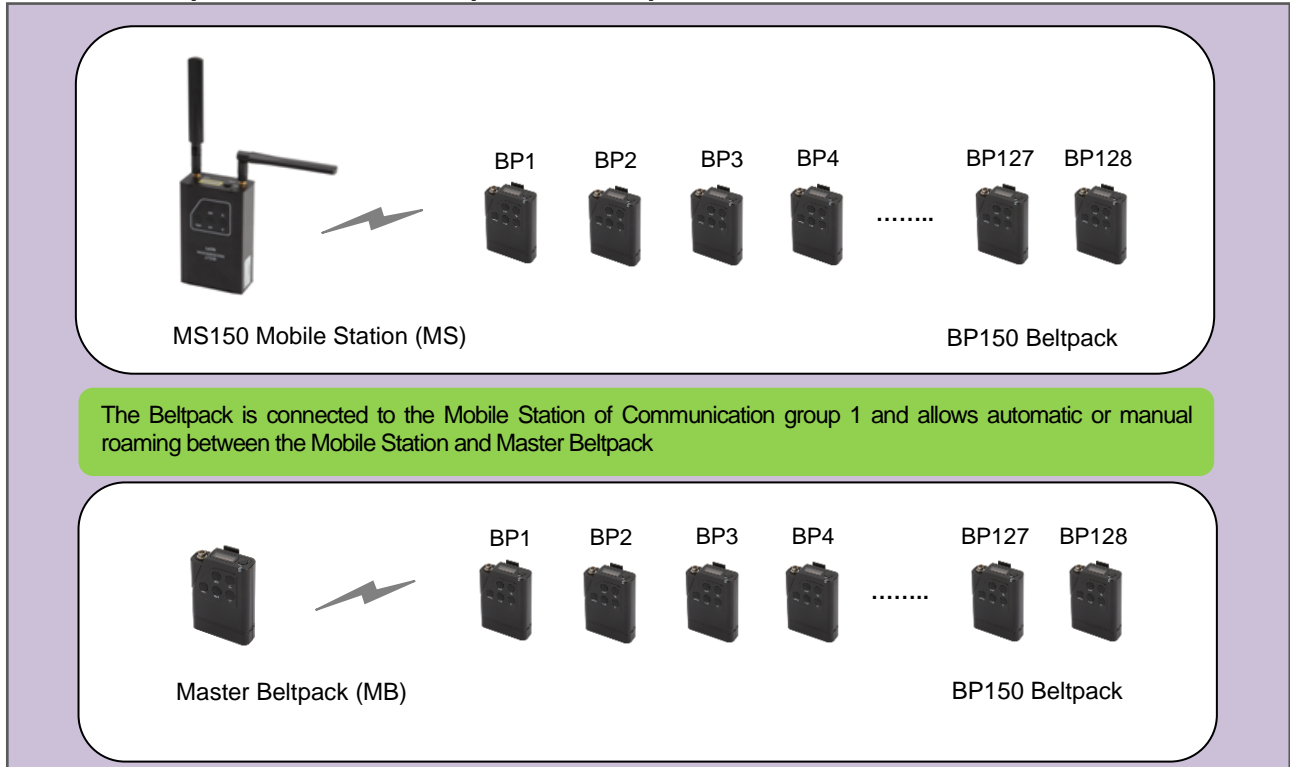 BP1 BP2 BP3 BP4 BP127 BP128
……..
MS150 Mobile Station (MS)
BP150 Beltpack
The Beltpack is connected to the Mobile Station of Communication group 1 and allows automatic or manual
roaming between the Mobile Station and Master Beltpack
BP1 BP2 BP3 BP4 BP127 BP128
……..
Master Beltpack (MB)
BP150 Beltpack